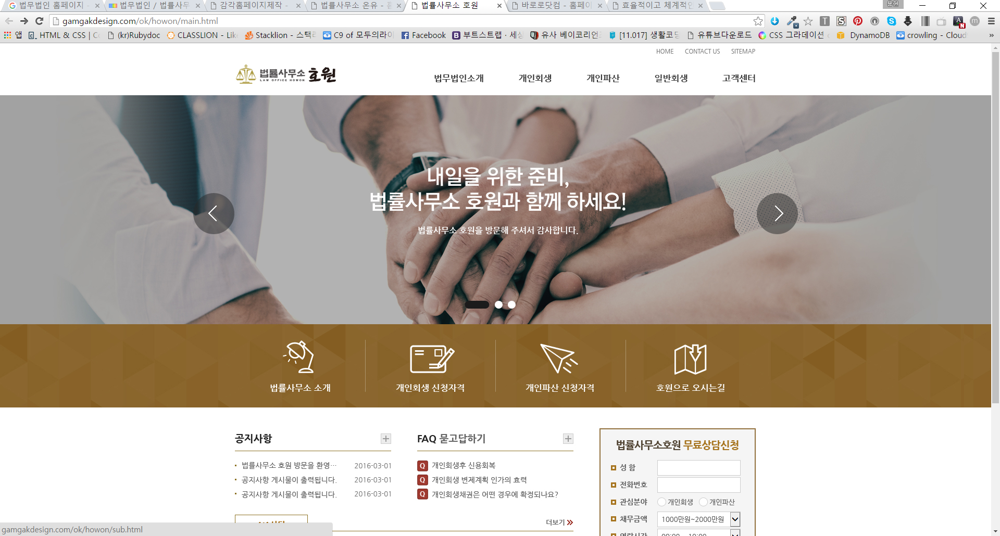 법무법인 홈페이지 -
법무법인 / 법률사무
감각홈페이지제작 -
법률사무소 온유 - 홈
법률사무소 호원
바로로닷컴 - 홈페이
효율적이고 체계적인
용현
gamgakdesign.com/ok/howon/main.html
앱
HTML & CSS | Co
(kr)Rubydoc
CLASSLION - Like
Stacklion - 스택
C9 of 모두의라이
Facebook
부트스트랩 · 세상
유사 베이코리언
[11.017] 생활코딩
유튜브다운로드
CSS 그라데이션
DynamoDB
crowling - Cloud
HOME CONTACT US SITEMAP
법률사무소 호원
LAW OFFICE HOWON
법무법인소개 개인회생 개인파산 일반회생 고객센터
내일을 위한 준비,
법률사무소 호원과 함께 하세요!
법률사무소 호원을 방문해 주셔서 감사합니다.
법률사무소 소개 개인회생 신청자격 개인파산 신청자격 호원으로 오시는길
공지사항
법률사무소 호원 방문을 환영… 2016-03-01
공지사항 게시물이 출력됩니다. 2016-03-01
공지사항 게시물이 출력됩니다. 2016-03-01
FAQ 묻고답하기
Q 개인회생후 신용회복
Q 개인회생 변제계획 인가의 효력
Q 개인회생채권은 어떤 경우에 확정되나요?
더보기
법률사무소호원 무료상담신청
성 함
전화번호
관심분야 개인회생 개인파산
채무금액 1000만원~2000만원
연락시간 09:00 ~ 10:00
gamgakdesign.com/ok/howon/sub.html